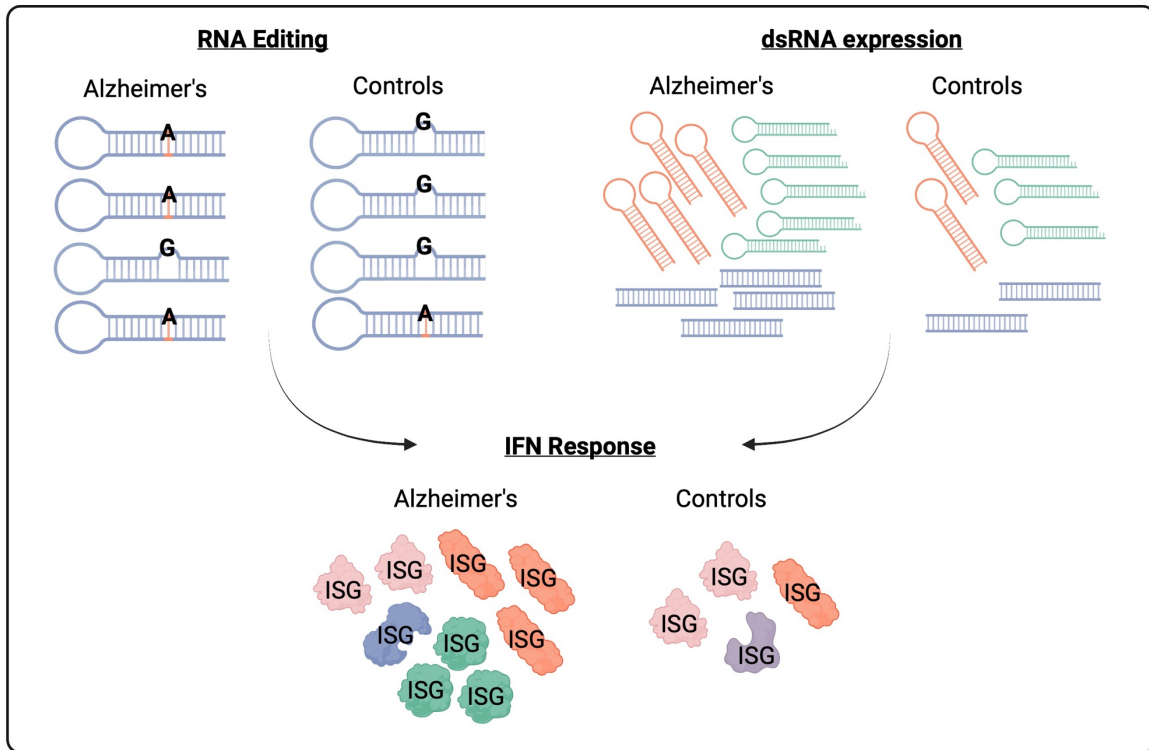 RNA Editing
Alzheimer's
Controls
A
G
A
G
G
G
A
A
dsRNA expression
Alzheimer's
Controls
IFN Response
Alzheimer's
Controls
ISG
ISG
ISG
ISG
ISG
ISG
ISG
ISG
ISG
ISG
ISG
ISG
ISG